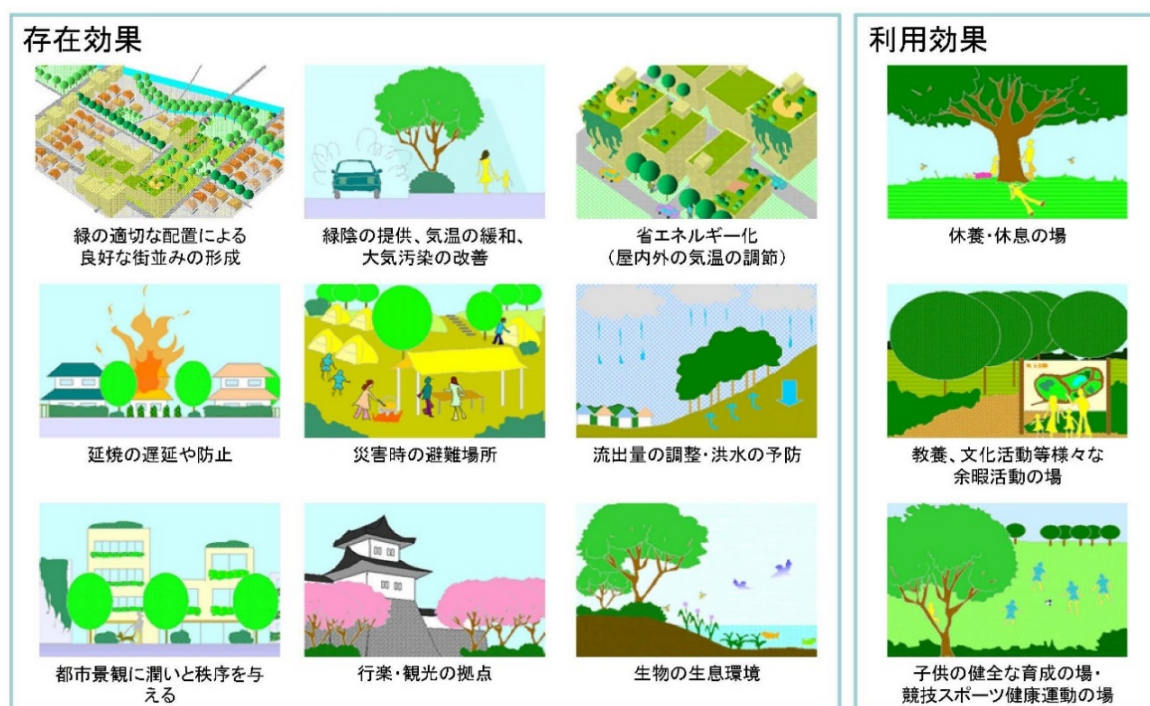 存在効果
緑の適切な配置による
良好な街並みの形成
緑陰の提供、気温の緩和、
大気汚染の改善
省エネルギー化
(屋内外の気温の調節)
延焼の遅延や防止
災害時の避難場所
流出量の調整・洪水の予防
都市景観に潤いと秩序を与
える
行楽・観光の拠点
生物の生息環境
利用効果
休養・休息の場
教養、文化活動等様々な
余暇活動の場
子供の健全な育成の場・
競技スポーツ健康運動の場